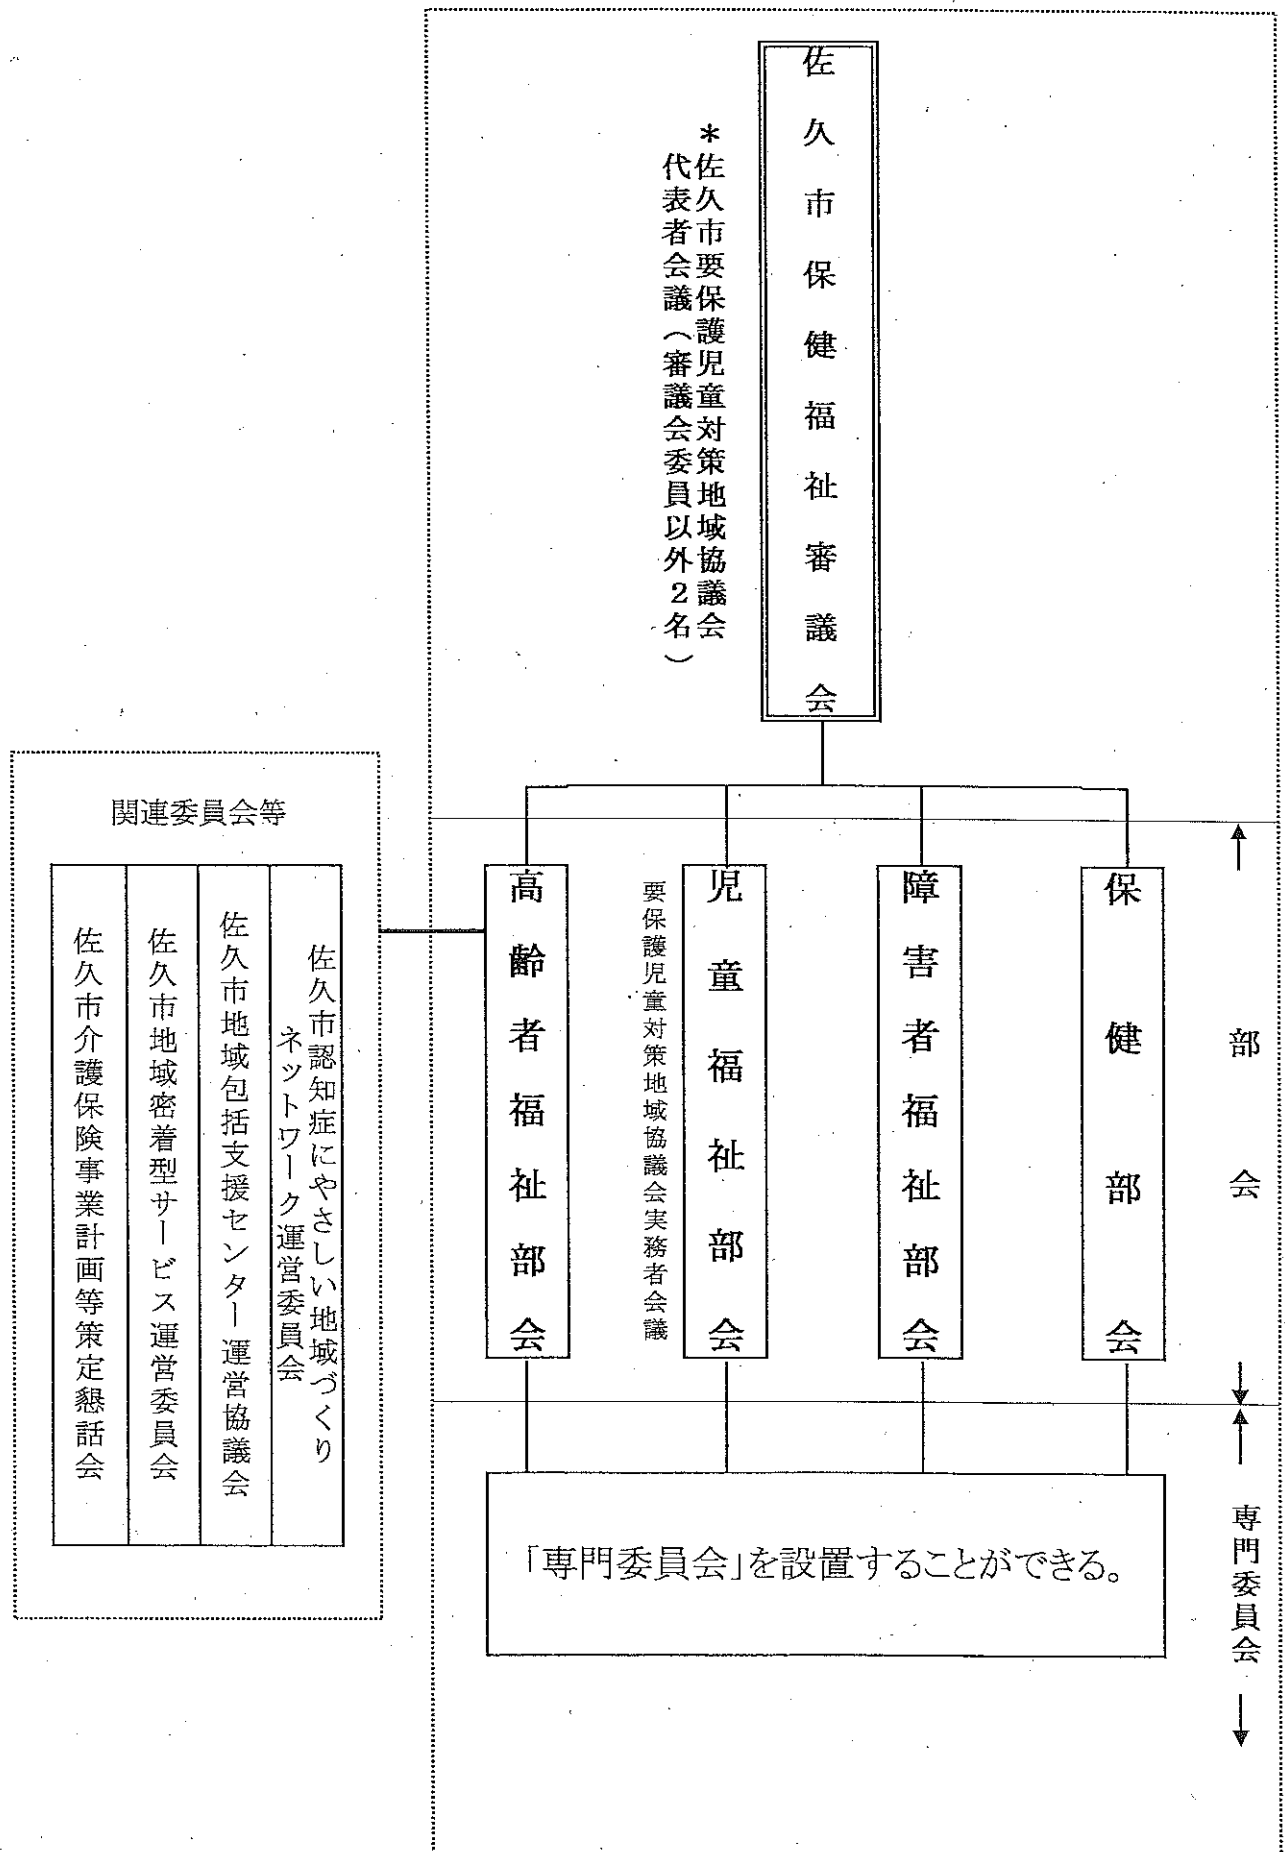 佐久市保健福祉審議会
*佐久市要保護児童対策地域協議会
代表者会議(審議会委員以外2名)
部会
保健部会
障害者福祉部会
児童福祉部会
要保護児童対策地域協議会実務者会議
高齢者福祉部会
専門委員会
「専門委員会」を設置することができる。
関連委員会等
佐久市認知症にやさしい地域づくり
ネットワーク運営委員会
佐久市地域包括支援センター運営協議会
佐久市地域密着型サービス運営委員会
佐久市介護保険事業計画等策定懇話会